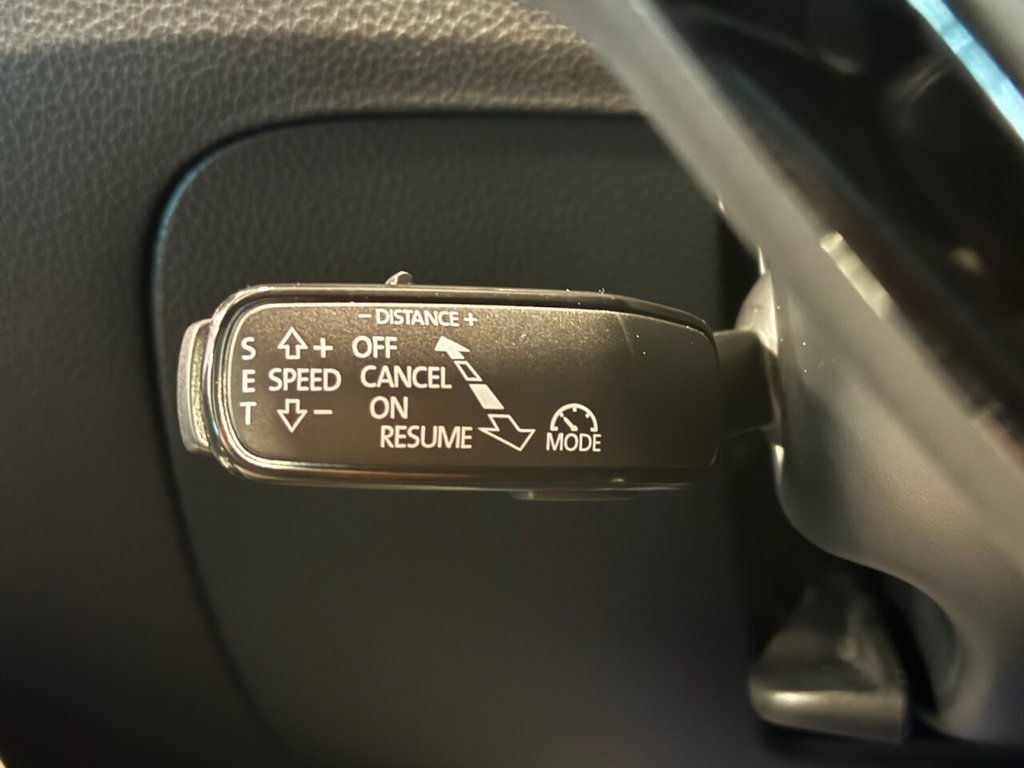 − DISTANCE +
S
E
T
+
SPEED
−
OFF
CANCEL
ON
RESUME
MODE